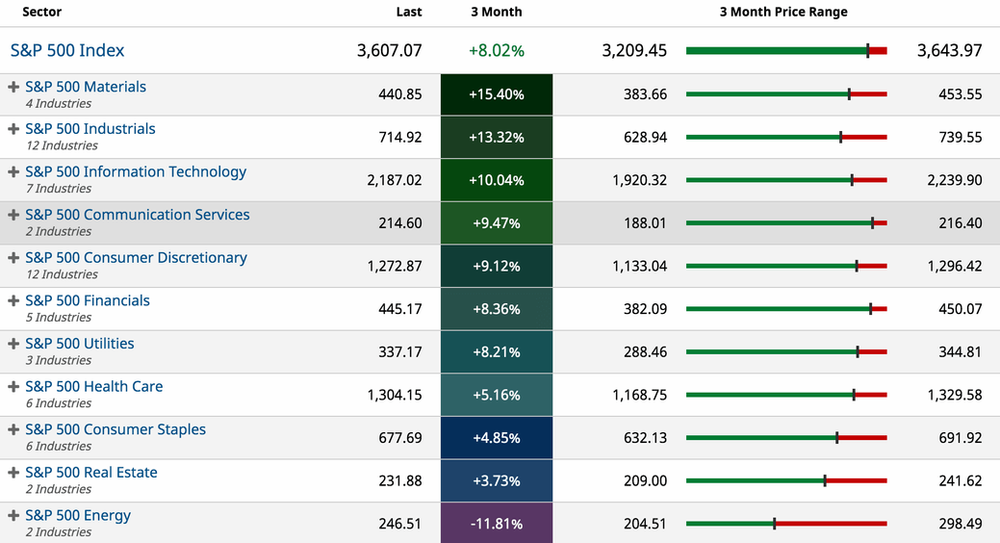 Sector Last 3 Month 3 Month Price Range
S&P 500 Index 3,607.07 +8.02% 3,209.45 3,643.97
S&P 500 Materials 440.85 +15.40% 383.66 453.55
4 Industries
S&P 500 Industrials 714.92 +13.32% 628.94 739.55
12 Industries
S&P 500 Information Technology 2,187.02 +10.04% 1,920.32 2,239.90
7 Industries
S&P 500 Communication Services 214.60 +9.47% 188.01 216.40
2 Industries
S&P 500 Consumer Discretionary 1,272.87 +9.12% 1,133.04 1,296.42
12 Industries
S&P 500 Financials 445.17 +8.36% 382.09 450.07
5 Industries
S&P 500 Utilities 337.17 +8.21% 288.46 344.81
3 Industries
S&P 500 Health Care 1,304.15 +5.16% 1,168.75 1,329.58
6 Industries
S&P 500 Consumer Staples 677.69 +4.85% 632.13 691.92
6 Industries
S&P 500 Real Estate 231.88 +3.73% 209.00 241.62
2 Industries
S&P 500 Energy 246.51 -11.81% 204.51 298.49
2 Industries